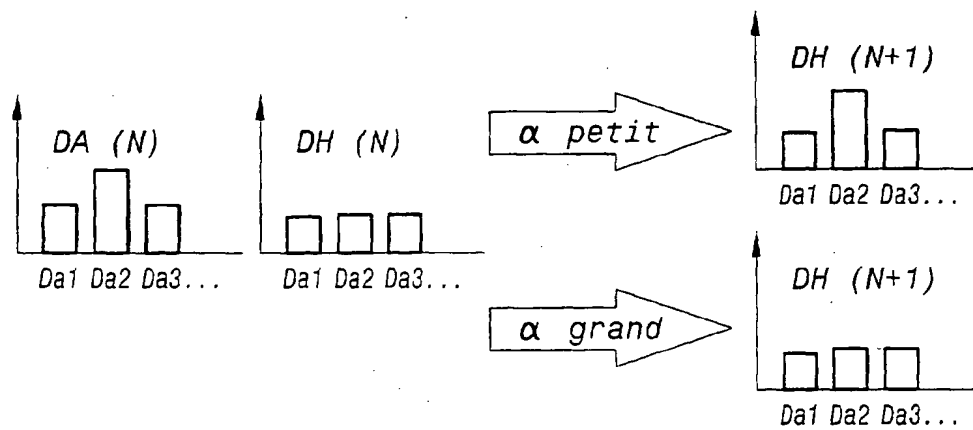 DA (N)
Da1 Da2 Da3...
DH (N)
Da1 Da2 Da3...
α petit
DH (N+1)
Da1 Da2 Da3...
α grand
DH (N+1)
Da1 Da2 Da3...